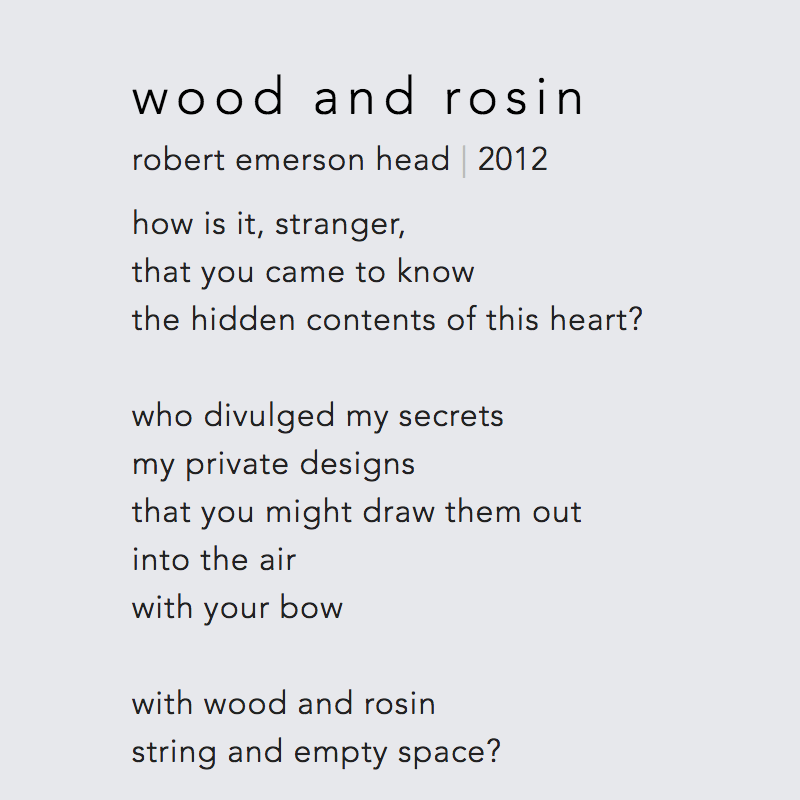 wood and rosin
robert emerson head | 2012
how is it, stranger,
that you came to know
the hidden contents of this heart?
who divulged my secrets
my private designs
that you might draw them out
into the air
with your bow
with wood and rosin
string and empty space?